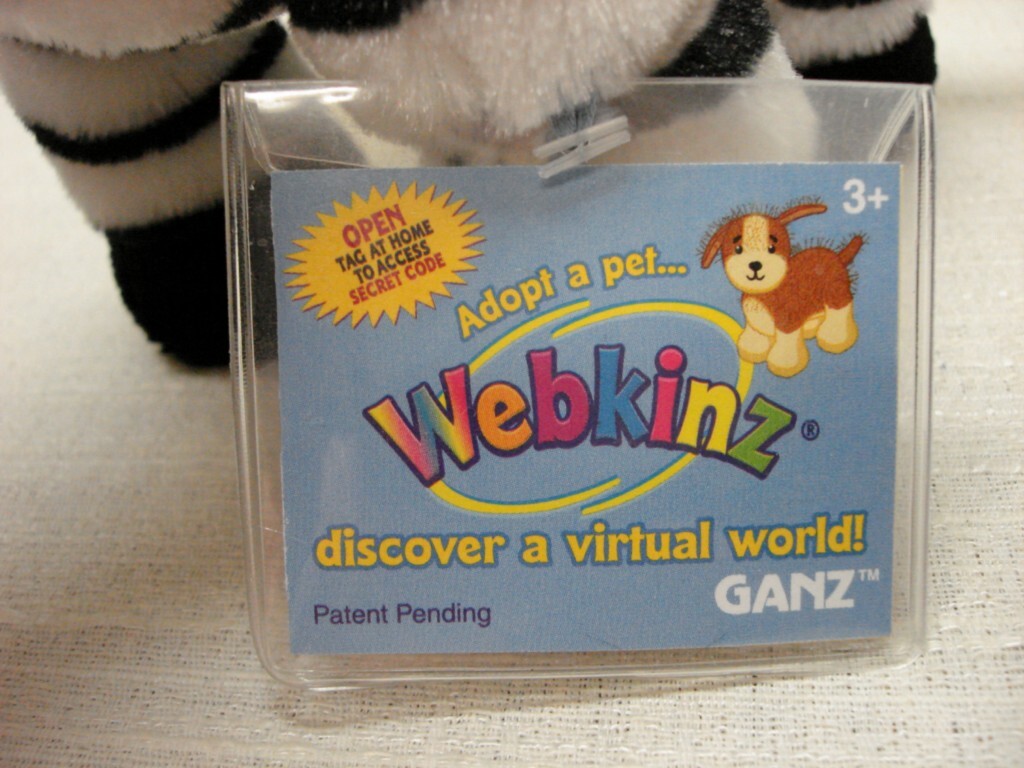 OPEN
TAG AT HOME
TO ACCESS
SECRET CODE
3+
Adopt a pet...
Webkinz®
discover a virtual world!
GANZ™
Patent Pending